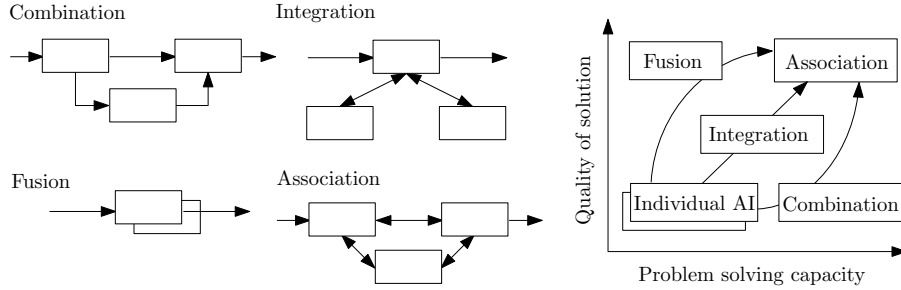 Combination
Integration
Fusion
Association
Quality of solution
Fusion
Association
Integration
Individual AI
Combination
Problem solving capacity